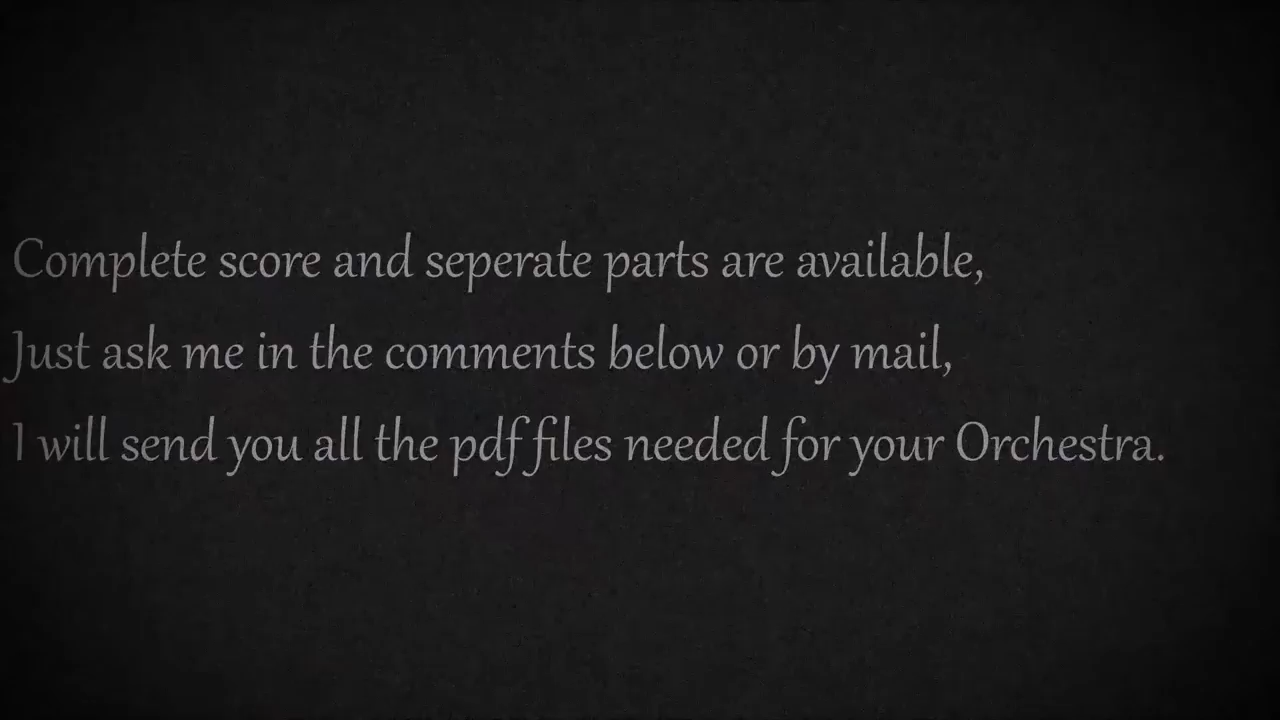 Complete score and seperate parts are available,
Just ask me in the comments below or by mail,
I will send you all the pdf files needed for your Orchestra.